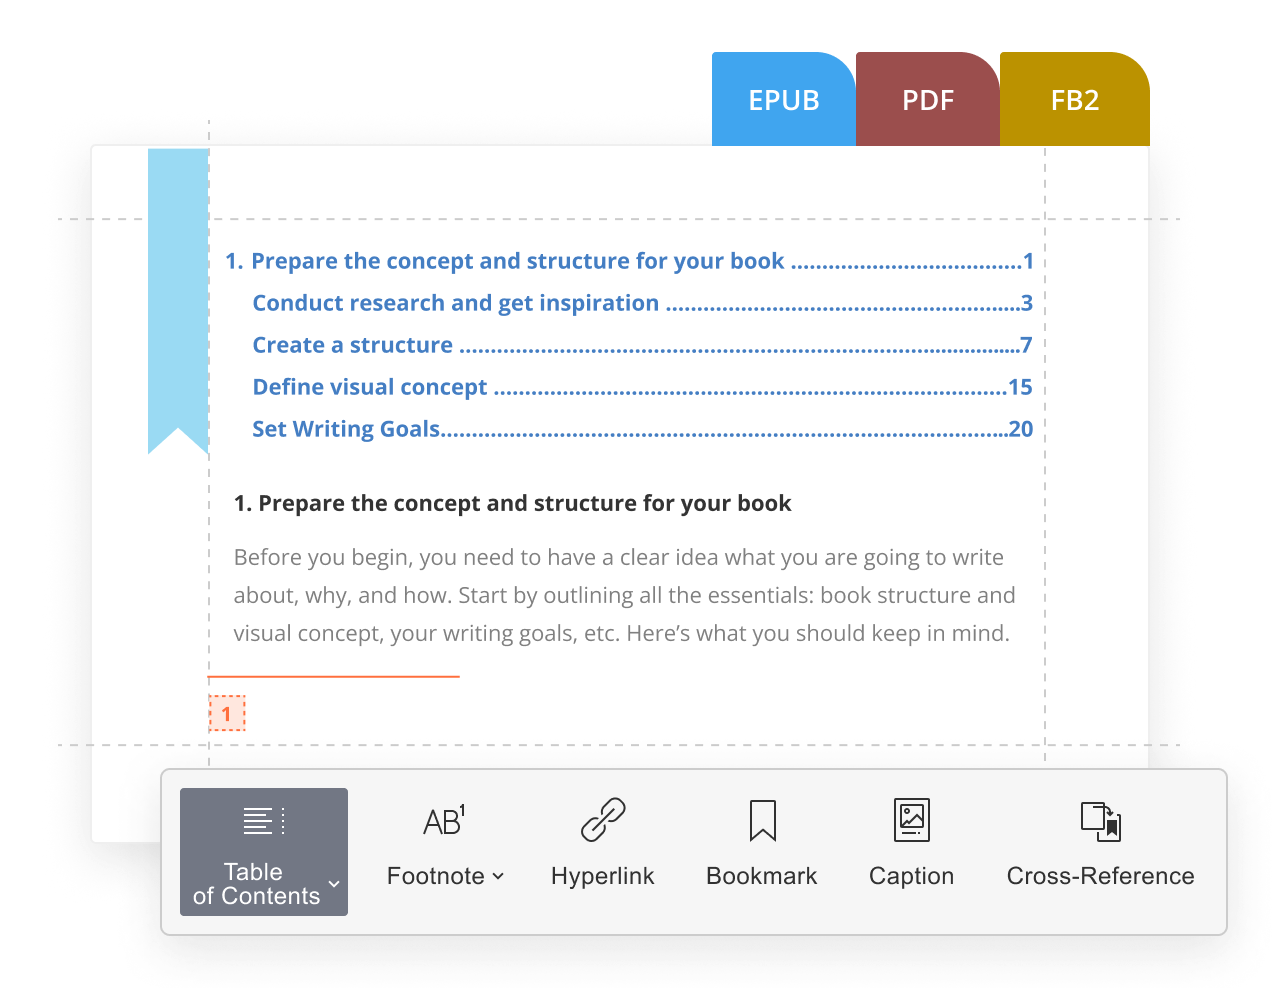 EPUB PDF FB2
1. Prepare the concept and structure for your book .....................................1
Conduct research and get inspiration .........................................................3
Create a structure ..........................................................................................7
Define visual concept ..................................................................................15
Set Writing Goals...........................................................................................20
1. Prepare the concept and structure for your book
Before you begin, you need to have a clear idea what you are going to write
about, why, and how. Start by outlining all the essentials: book structure and
visual concept, your writing goals, etc. Here’s what you should keep in mind.
1
AB1
Table
of Contents
Footnote
Hyperlink
Bookmark
Caption
Cross-Reference